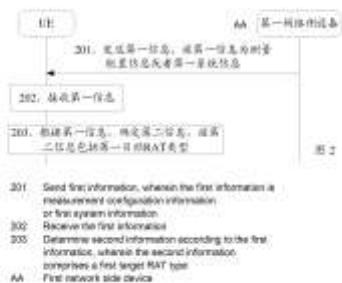 UE
AA 第一网络侧设备
201、发送第一信息，该第一信息为测量
配置信息或者第一系统信息
202、接收第一信息
203、根据第一信息，确定第二信息，该第
二信息包括第一目标RAT类型
图 2
201 Send first information, wherein the first information is
measurement configuration information
or first system information
202 Receive the first information
203 Determine second information according to the first
information, wherein the second information
comprises a first target RAT type
AA First network side device